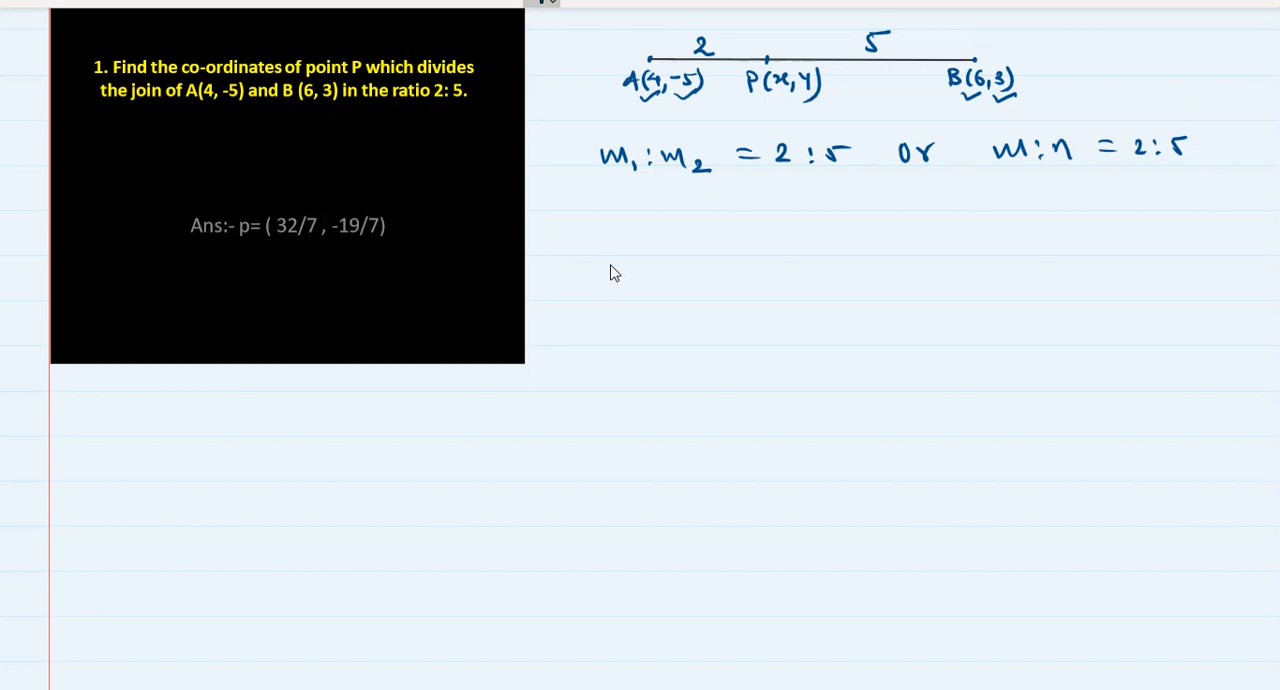 1. Find the co-ordinates of point P which divides
the join of A(4, -5) and B (6, 3) in the ratio 2: 5.
Ans:- p= ( 32/7 , -19/7)
2 5
A(4,-5) P(x,y) B(6,3)
m₁:m₂ = 2:5 or m:n = 2:5